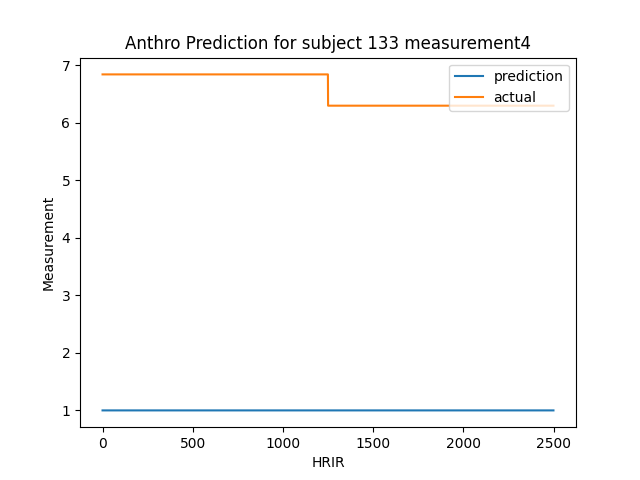 Anthro Prediction for subject 133 measurement4
prediction
actual
7
6
5
4
3
2
1
Measurement
0 500 1000 1500 2000 2500
HRIR